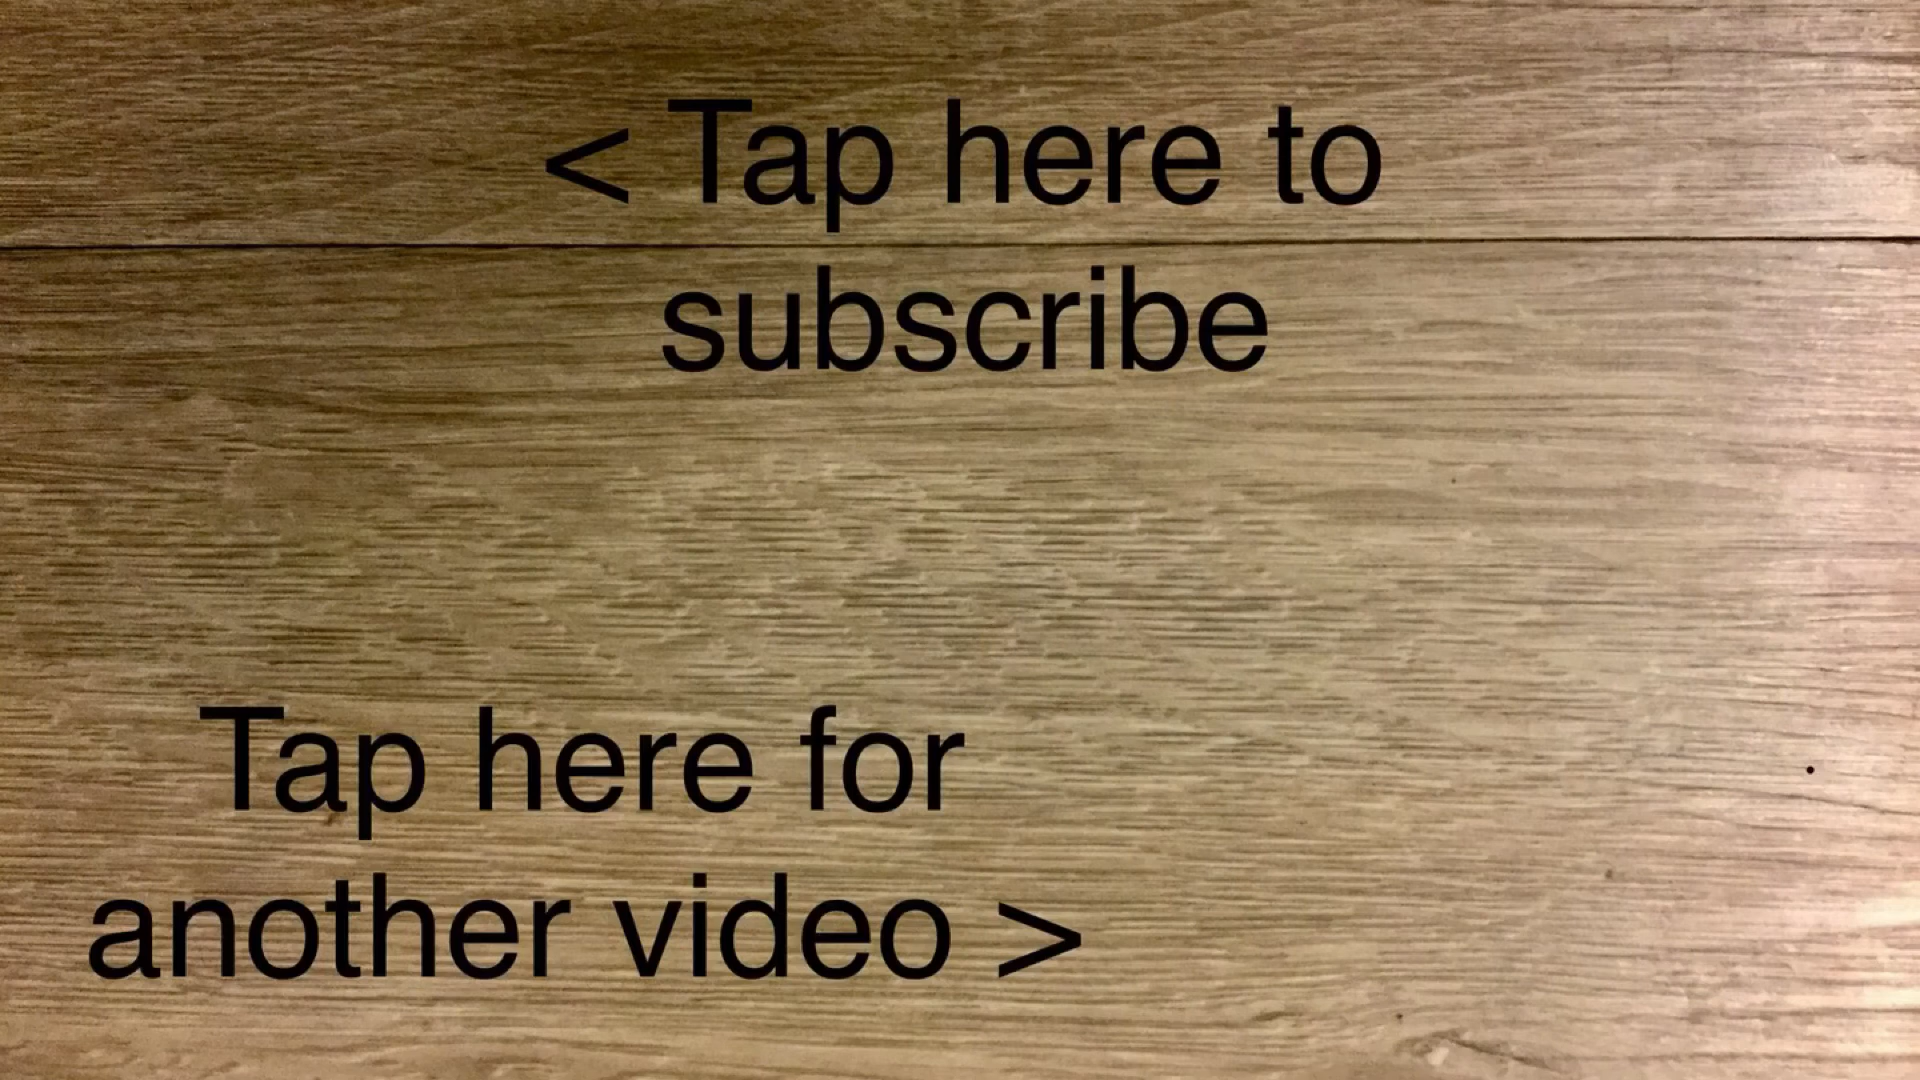 < Tap here to
subscribe
Tap here for
another video >